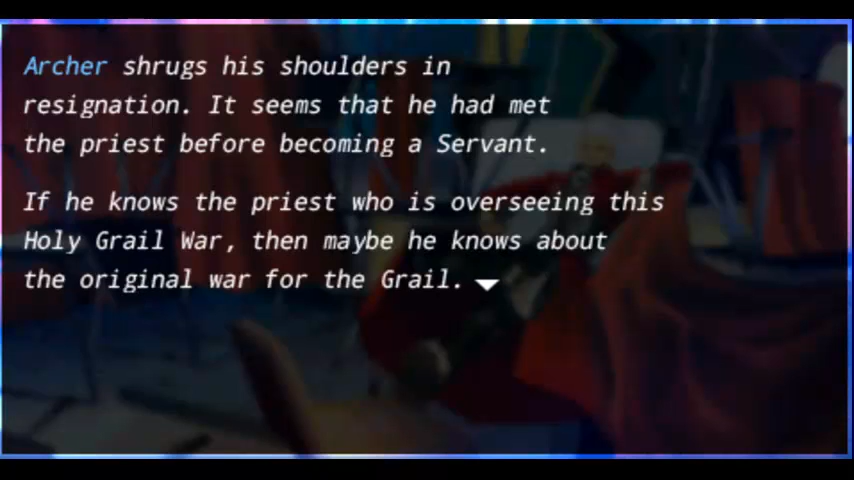 Archer shrugs his shoulders in
resignation. It seems that he had met
the priest before becoming a Servant.
If he knows the priest who is overseeing this
Holy Grail War, then maybe he knows about
the original war for the Grail.